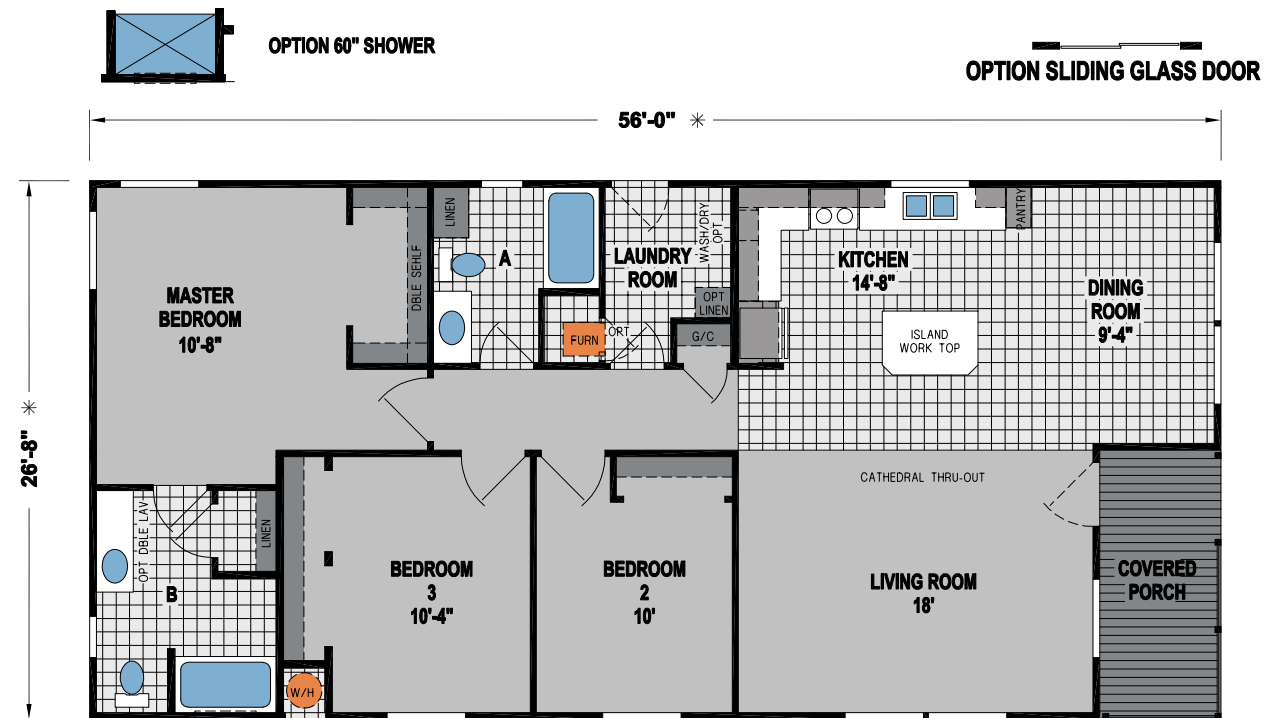 OPTION 60" SHOWER
OPTION SLIDING GLASS DOOR
56'-0" ✳
26'-8" ✳
LINEN
A
WASH/DRY
OPT
LAUNDRY
ROOM
PANTRY
KITCHEN
14'-8"
DBLE SEHLF
MASTER
BEDROOM
10'-8"
DINING
ROOM
9'-4"
OPT
LINEN
FURN
OPT
G/C
ISLAND
WORK TOP
CATHEDRAL THRU-OUT
OPT DBLE LAV
LINEN
B
BEDROOM
3
10'-4"
BEDROOM
2
10'
LIVING ROOM
18'
COVERED
PORCH
W/H